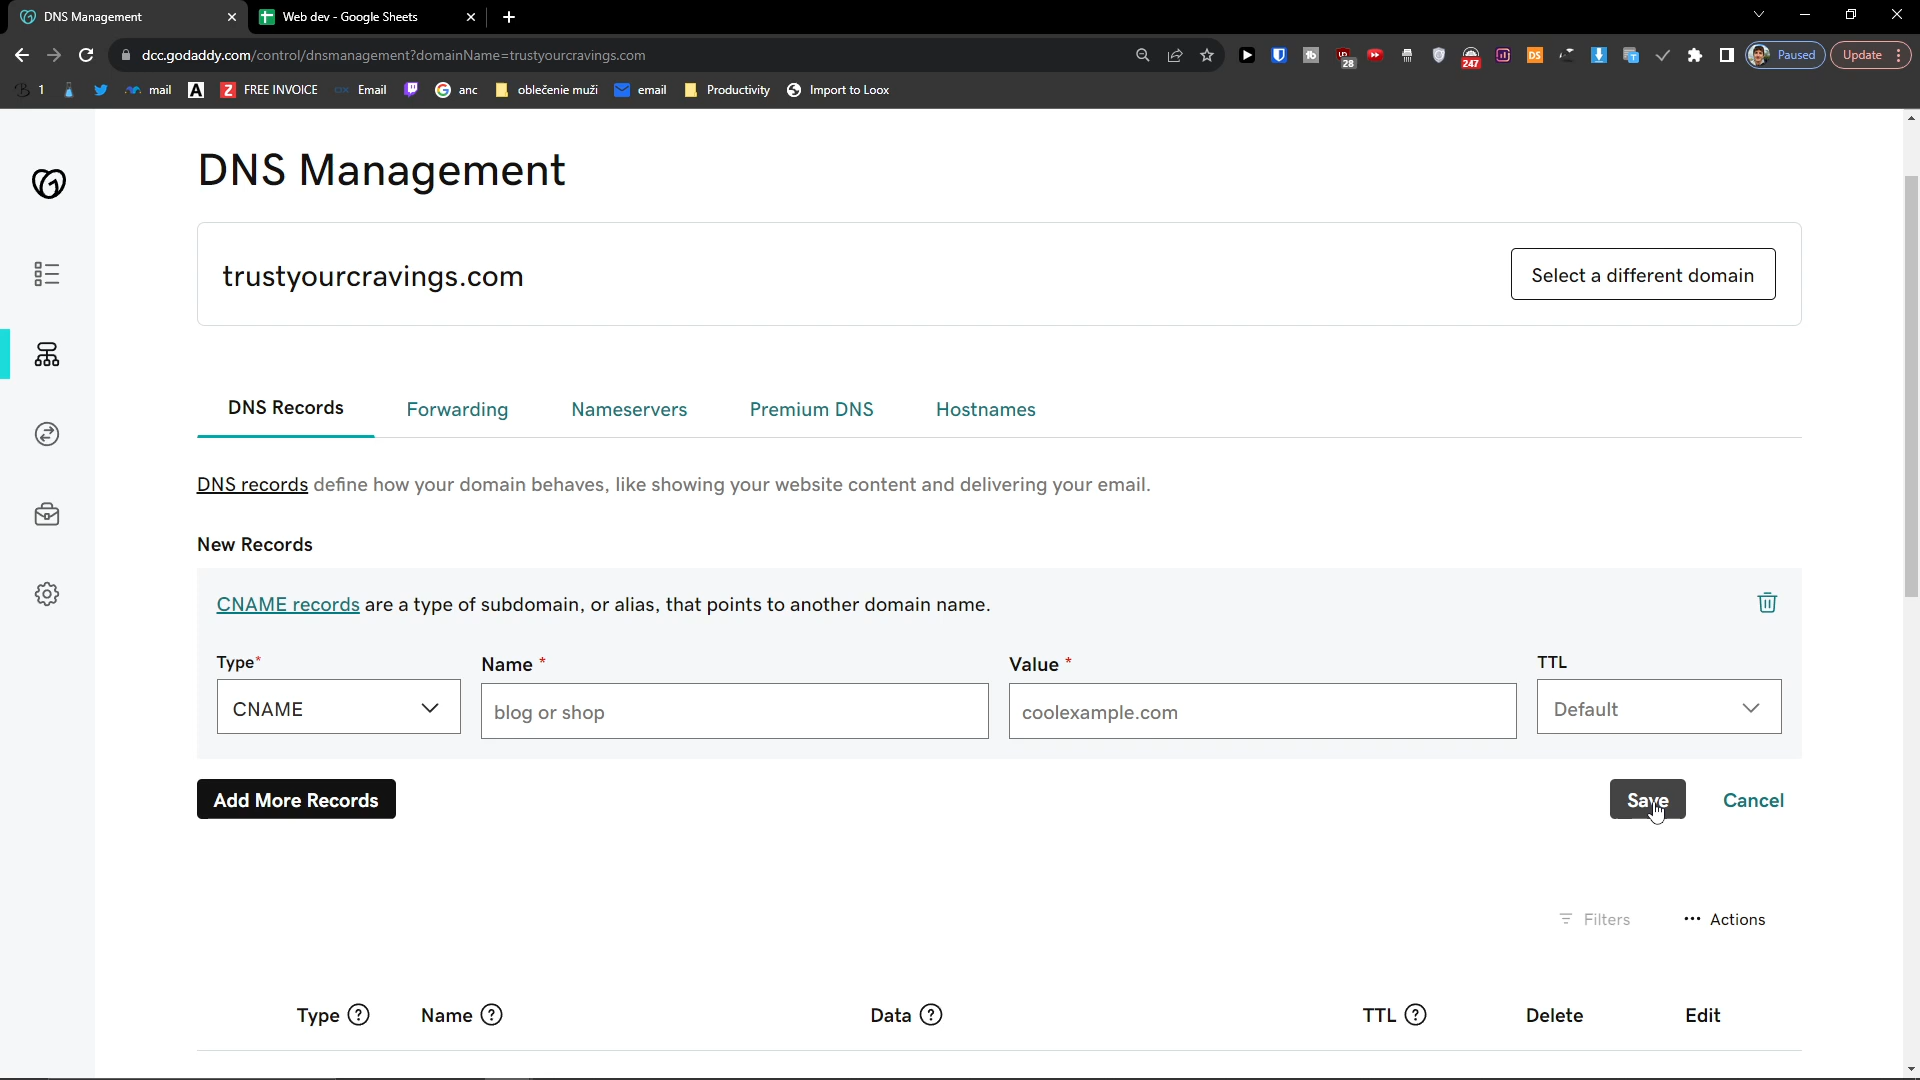 DNS Management
Web dev - Google Sheets
dcc.godaddy.com/control/dnsmanagement?domainName=trustyourcravings.com
28
247
Paused
Update
1
mail
FREE INVOICE
Email
anc
oblečenie muži
email
Productivity
Import to Loox
DNS Management
trustyourcravings.com
Select a different domain
DNS Records
Forwarding
Nameservers
Premium DNS
Hostnames
DNS records define how your domain behaves, like showing your website content and delivering your email.
New Records
CNAME records are a type of subdomain, or alias, that points to another domain name.
Type*
Name *
Value *
TTL
CNAME
blog or shop
coolexample.com
Default
Add More Records
Save
Cancel
Filters
Actions
Type
Name
Data
TTL
Delete
Edit